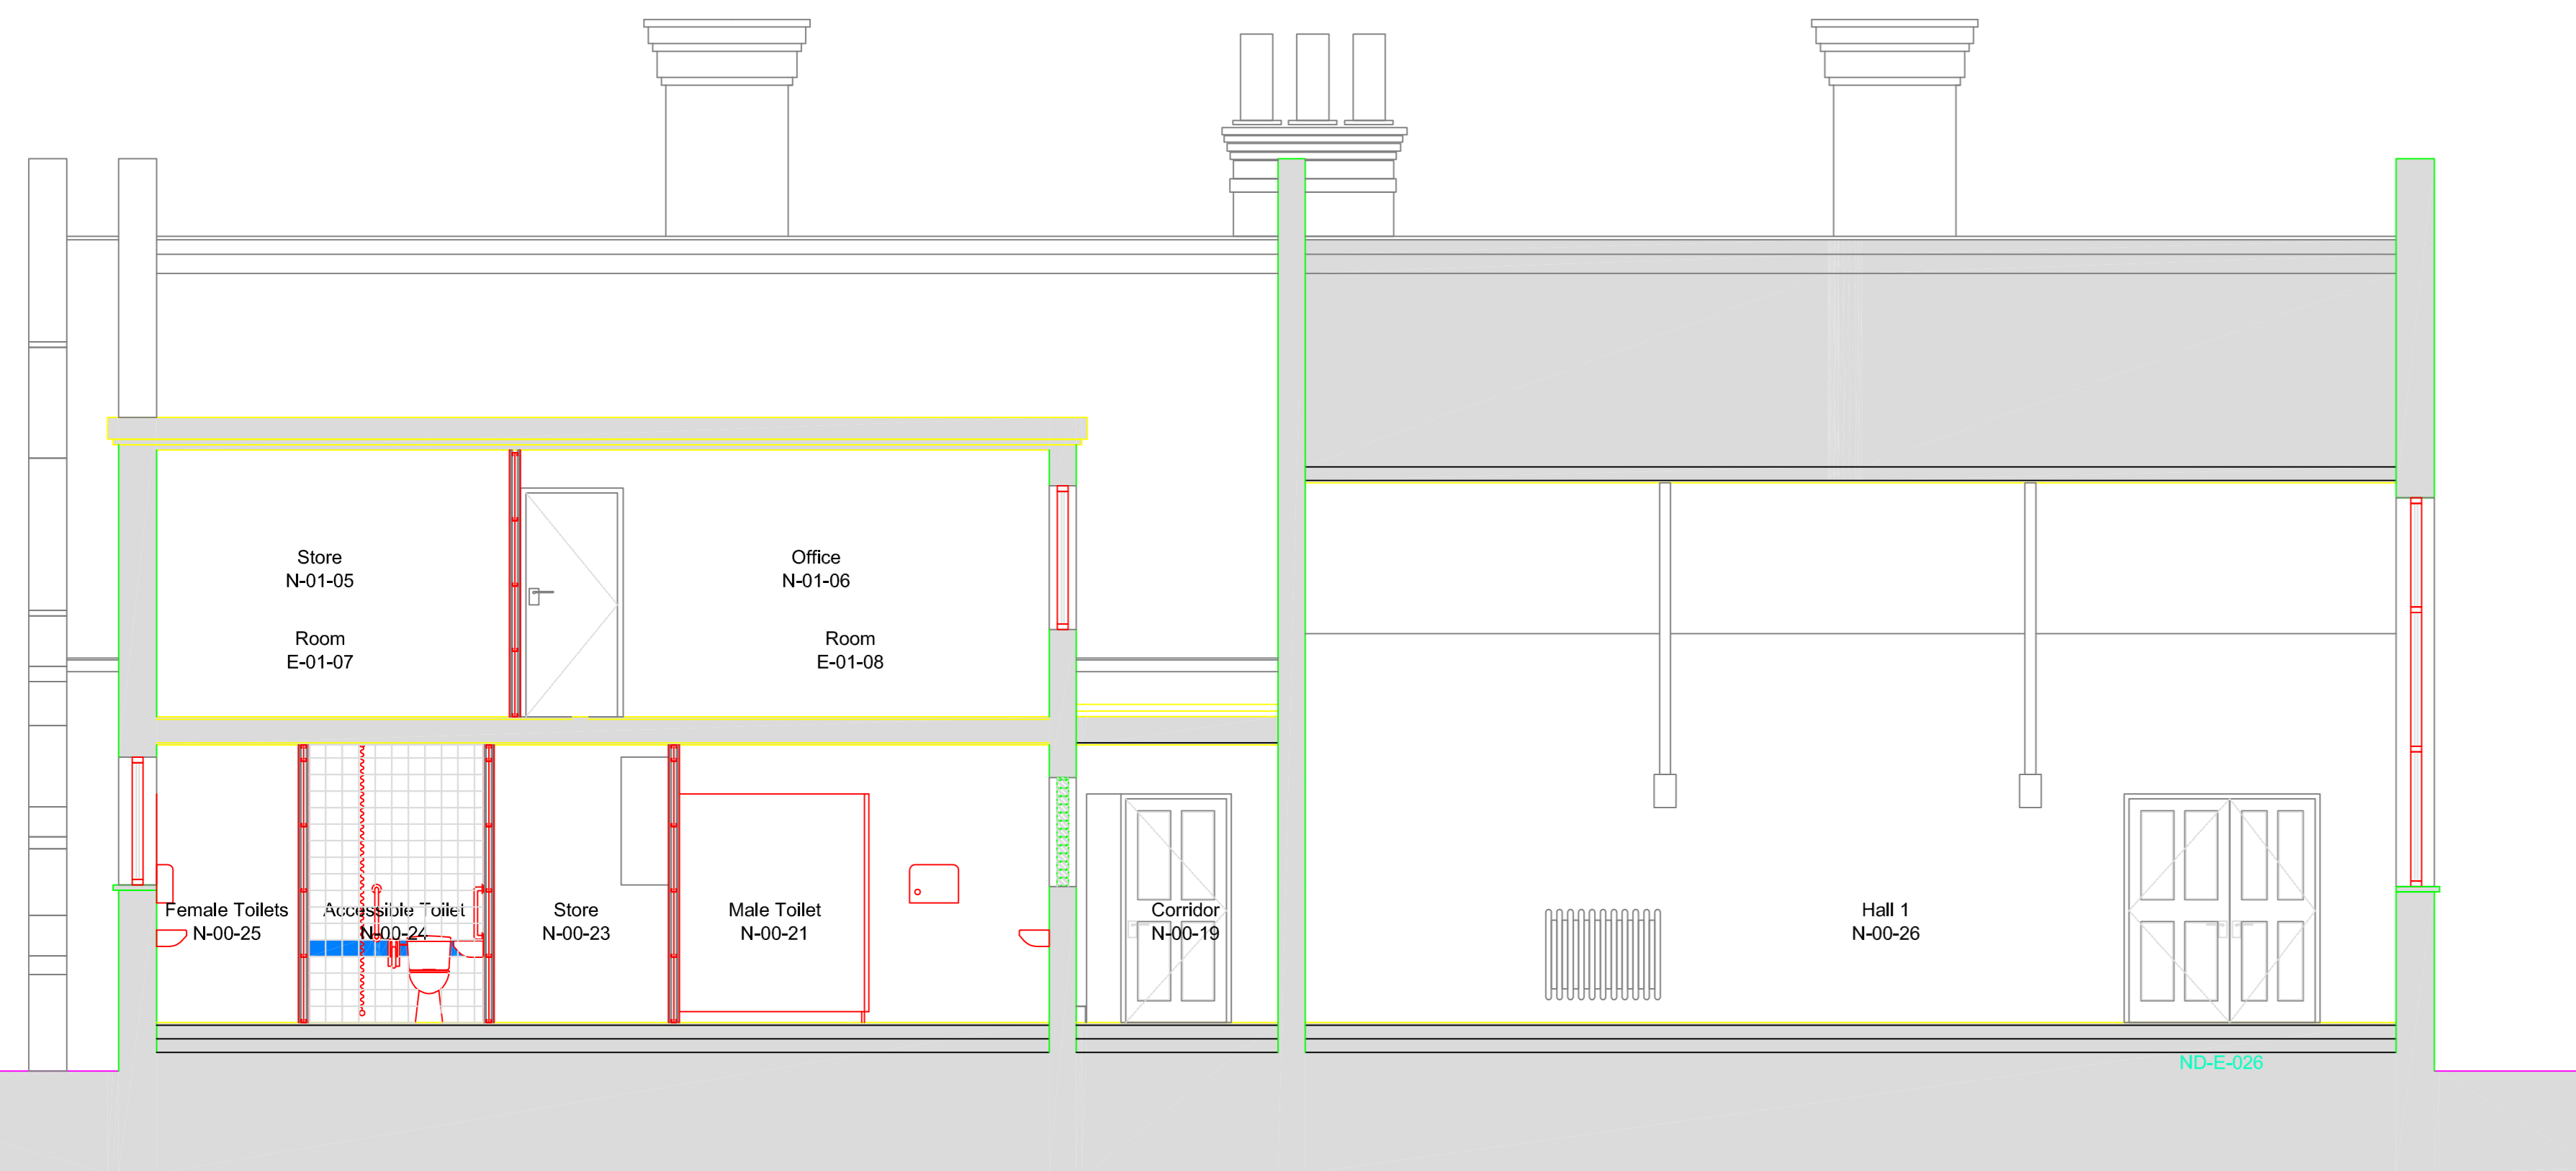 Store
N-01-05
Office
N-01-06
Room
E-01-07
Room
E-01-08
Female Toilets
N-00-25
Accessible Toilet
N-00-24
Store
N-00-23
Male Toilet
N-00-21
Corridor
N-00-19
Hall 1
N-00-26
ND-E-026